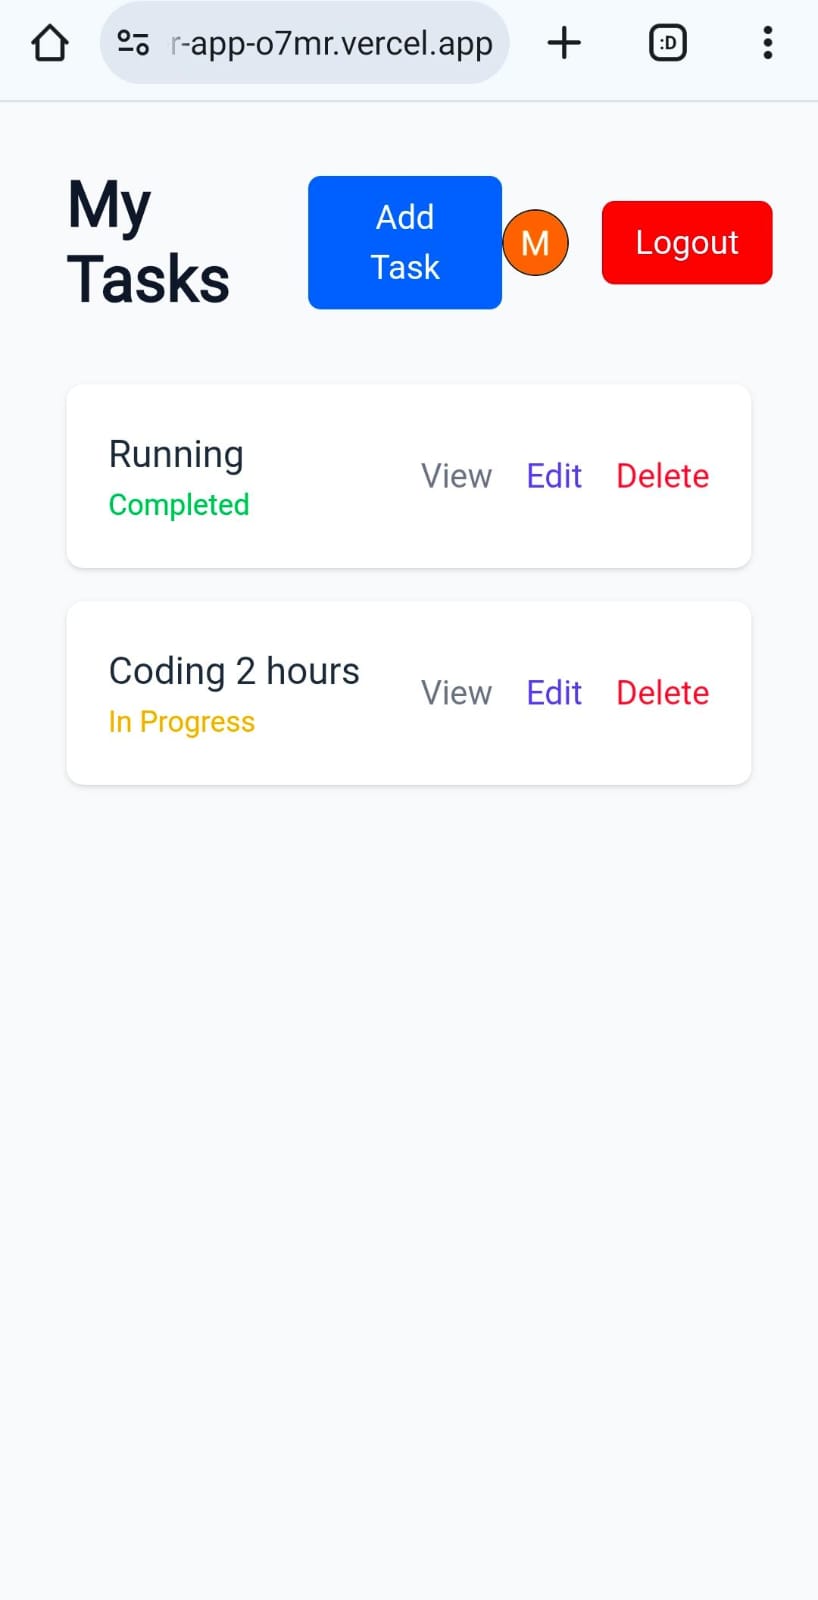 r-app-o7mr.vercel.app
:D
My
Tasks
Add
Task
M
Logout
Running
Completed
View Edit Delete
Coding 2 hours
In Progress
View Edit Delete